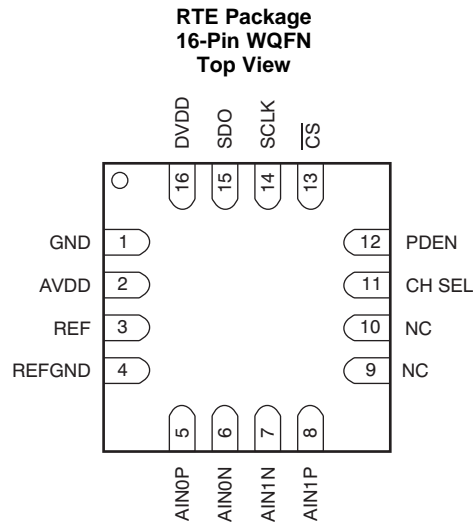 RTE Package
16-Pin WQFN
Top View
DVDD
SDO
SCLK
CS
16
15
14
13
GND 1
AVDD 2
REF 3
REFGND 4
12 PDEN
11 CH SEL
10 NC
9 NC
5
6
7
8
AIN0P
AIN0N
AIN1N
AIN1P